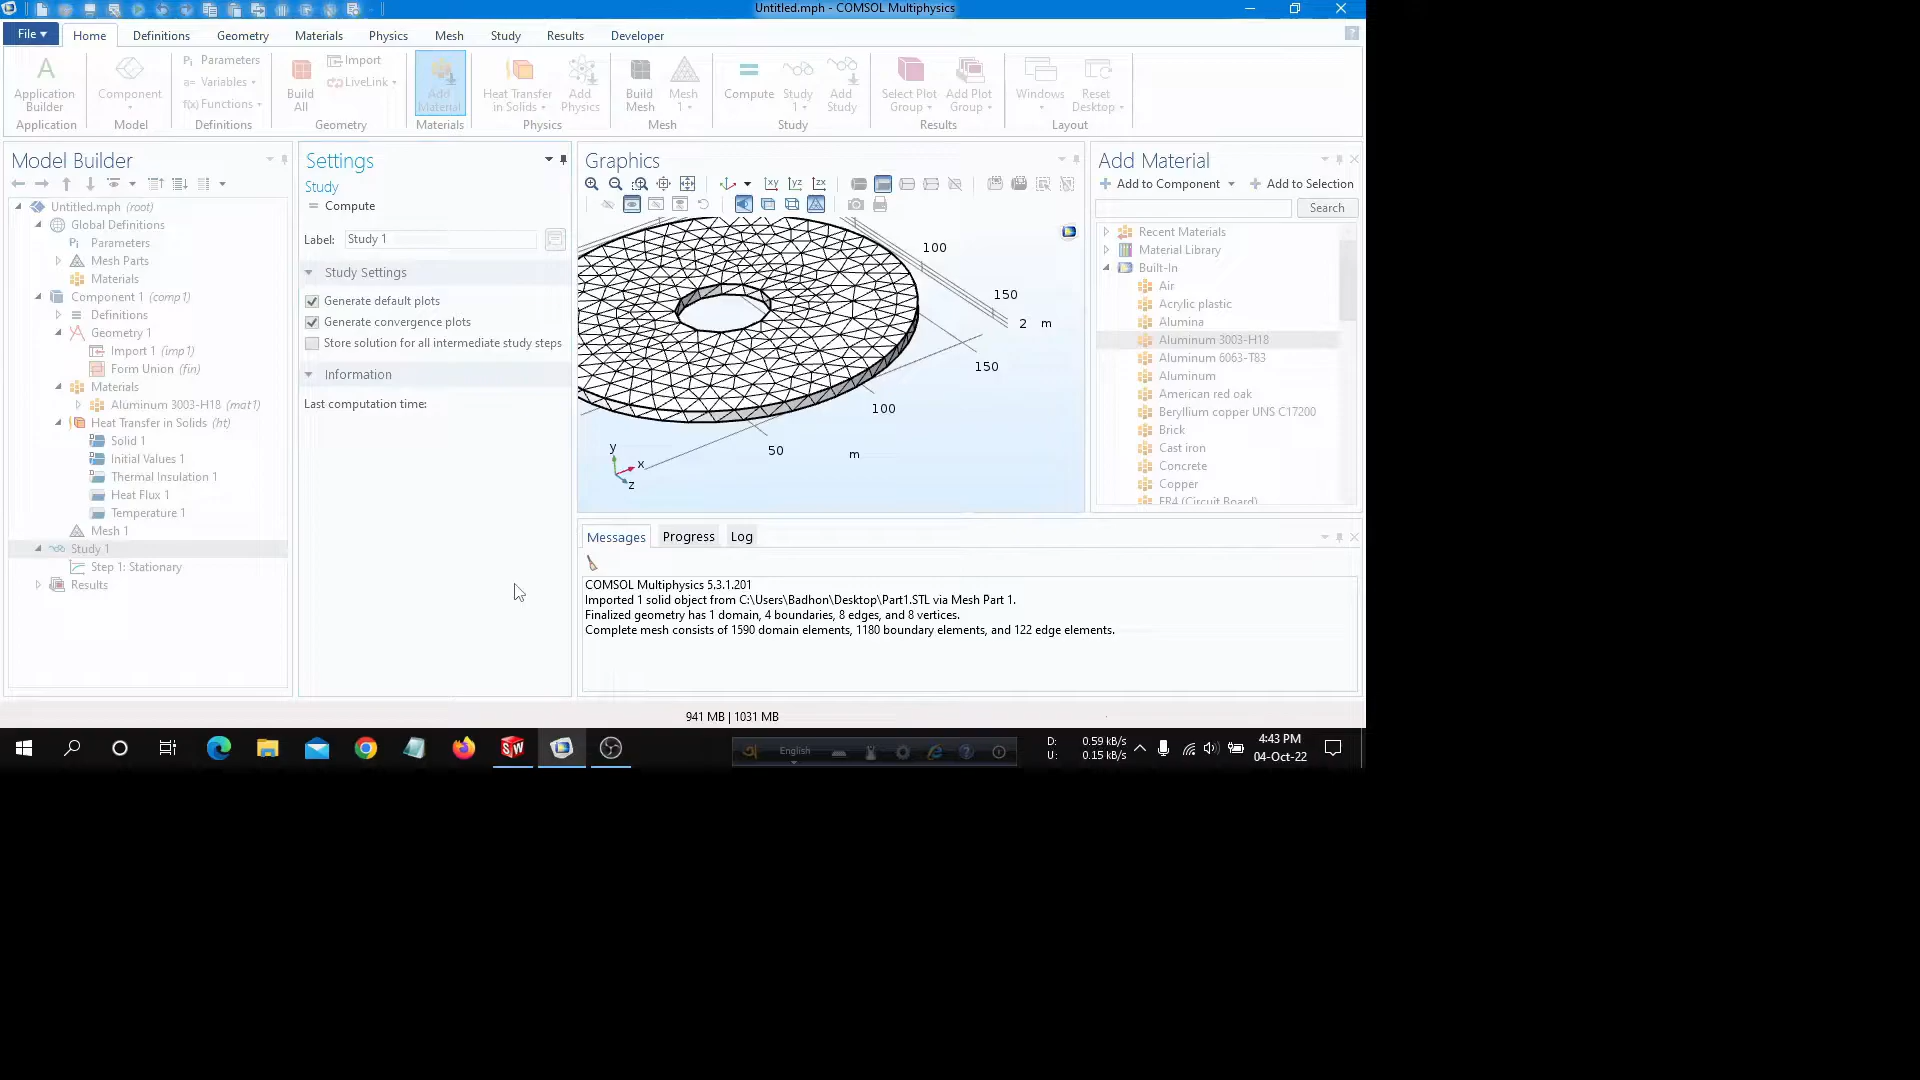 Untitled.mph - COMSOL Multiphysics
File Home Definitions Geometry Materials Physics Mesh Study Results Developer
Application Builder
Application
Component
Model
Pi Parameters
a= Variables
f(x) Functions
Definitions
Build All
Import
LiveLink
Geometry
Add Material
Materials
Heat Transfer in Solids
Add Physics
Physics
Build Mesh
Mesh 1
Mesh
Compute
Study 1
Add Study
Study
Select Plot Group
Add Plot Group
Results
Windows
Reset Desktop
Layout
Model Builder
Untitled.mph (root)
Global Definitions
Pi Parameters
Mesh Parts
Materials
Component 1 (comp1)
Definitions
Geometry 1
Import 1 (imp1)
Form Union (fin)
Materials
Aluminum 3003-H18 (mat1)
Heat Transfer in Solids (ht)
Solid 1
Initial Values 1
Thermal Insulation 1
Heat Flux 1
Temperature 1
Mesh 1
Study 1
Step 1: Stationary
Results
Settings
Study
= Compute
Label: Study 1
Study Settings
Generate default plots
Generate convergence plots
Store solution for all intermediate study steps
Information
Last computation time:
Graphics
xy yz zx
100
150
2 m
150
100
50
m
y
x
z
Add Material
Add to Component
Add to Selection
Search
Recent Materials
Material Library
Built-In
Air
Acrylic plastic
Alumina
Aluminum 3003-H18
Aluminum 6063-T83
Aluminum
American red oak
Beryllium copper UNS C17200
Brick
Cast iron
Concrete
Copper
FR4 (Circuit Board)
Messages Progress Log
COMSOL Multiphysics 5.3.1.201
Imported 1 solid object from C:\Users\Badhon\Desktop\Part1.STL via Mesh Part 1.
Finalized geometry has 1 domain, 4 boundaries, 8 edges, and 8 vertices.
Complete mesh consists of 1590 domain elements, 1180 boundary elements, and 122 edge elements.
941 MB | 1031 MB
SW
English
D: 0.59 kB/s
U: 0.15 kB/s
4:43 PM
04-Oct-22